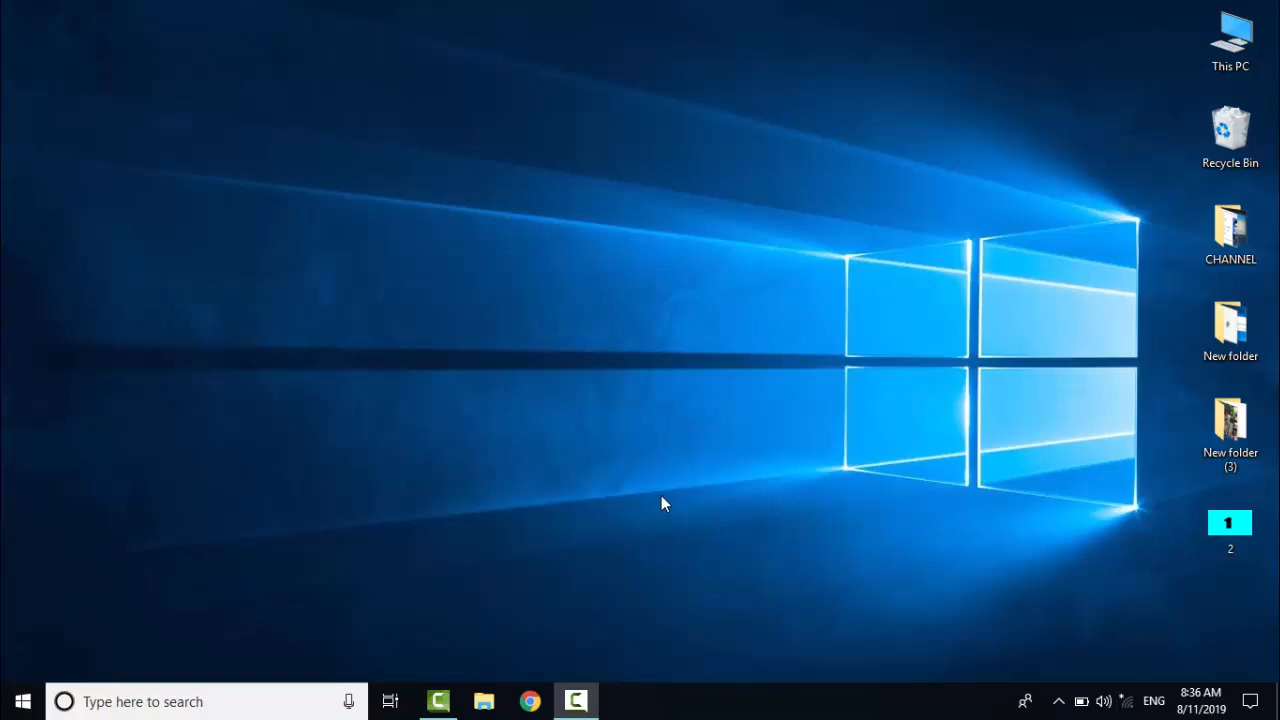 This PC
Recycle Bin
CHANNEL
New folder
New folder
(3)
1
2
Type here to search
ENG
8:36 AM
8/11/2019